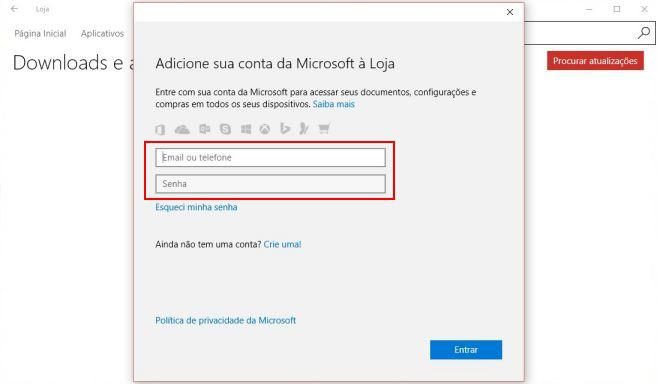 Loja
Página Inicial Aplicativos
Downloads e a
Procurar atualizações
Adicione sua conta da Microsoft à Loja
Entre com sua conta da Microsoft para acessar seus documentos, configurações e
compras em todos os seus dispositivos. Saiba mais
Email ou telefone
Senha
Esqueci minha senha
Ainda não tem uma conta? Crie uma!
Política de privacidade da Microsoft
Entrar